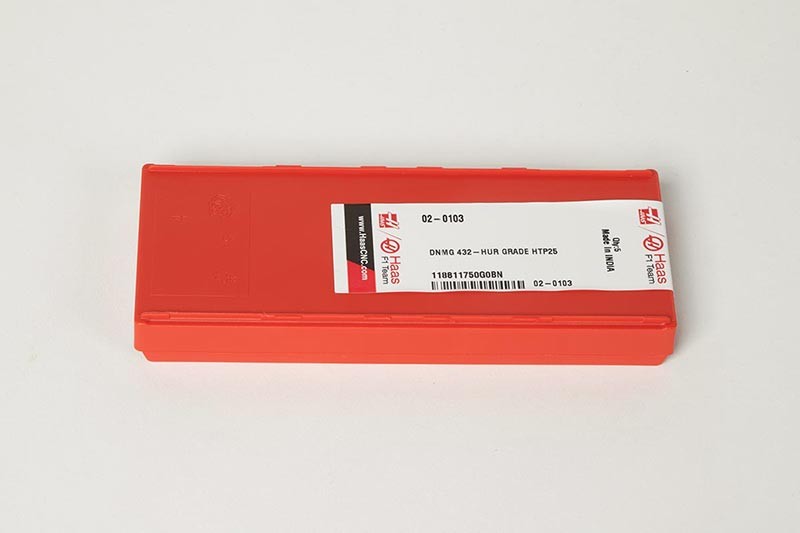 www.HaasCNC.com
Haas
F1 Team
02-0103
DNMG 432-HUR GRADE HTP25
118811750G0BN
02-0103
Qty:5
Made In INDIA
Haas
F1 Team